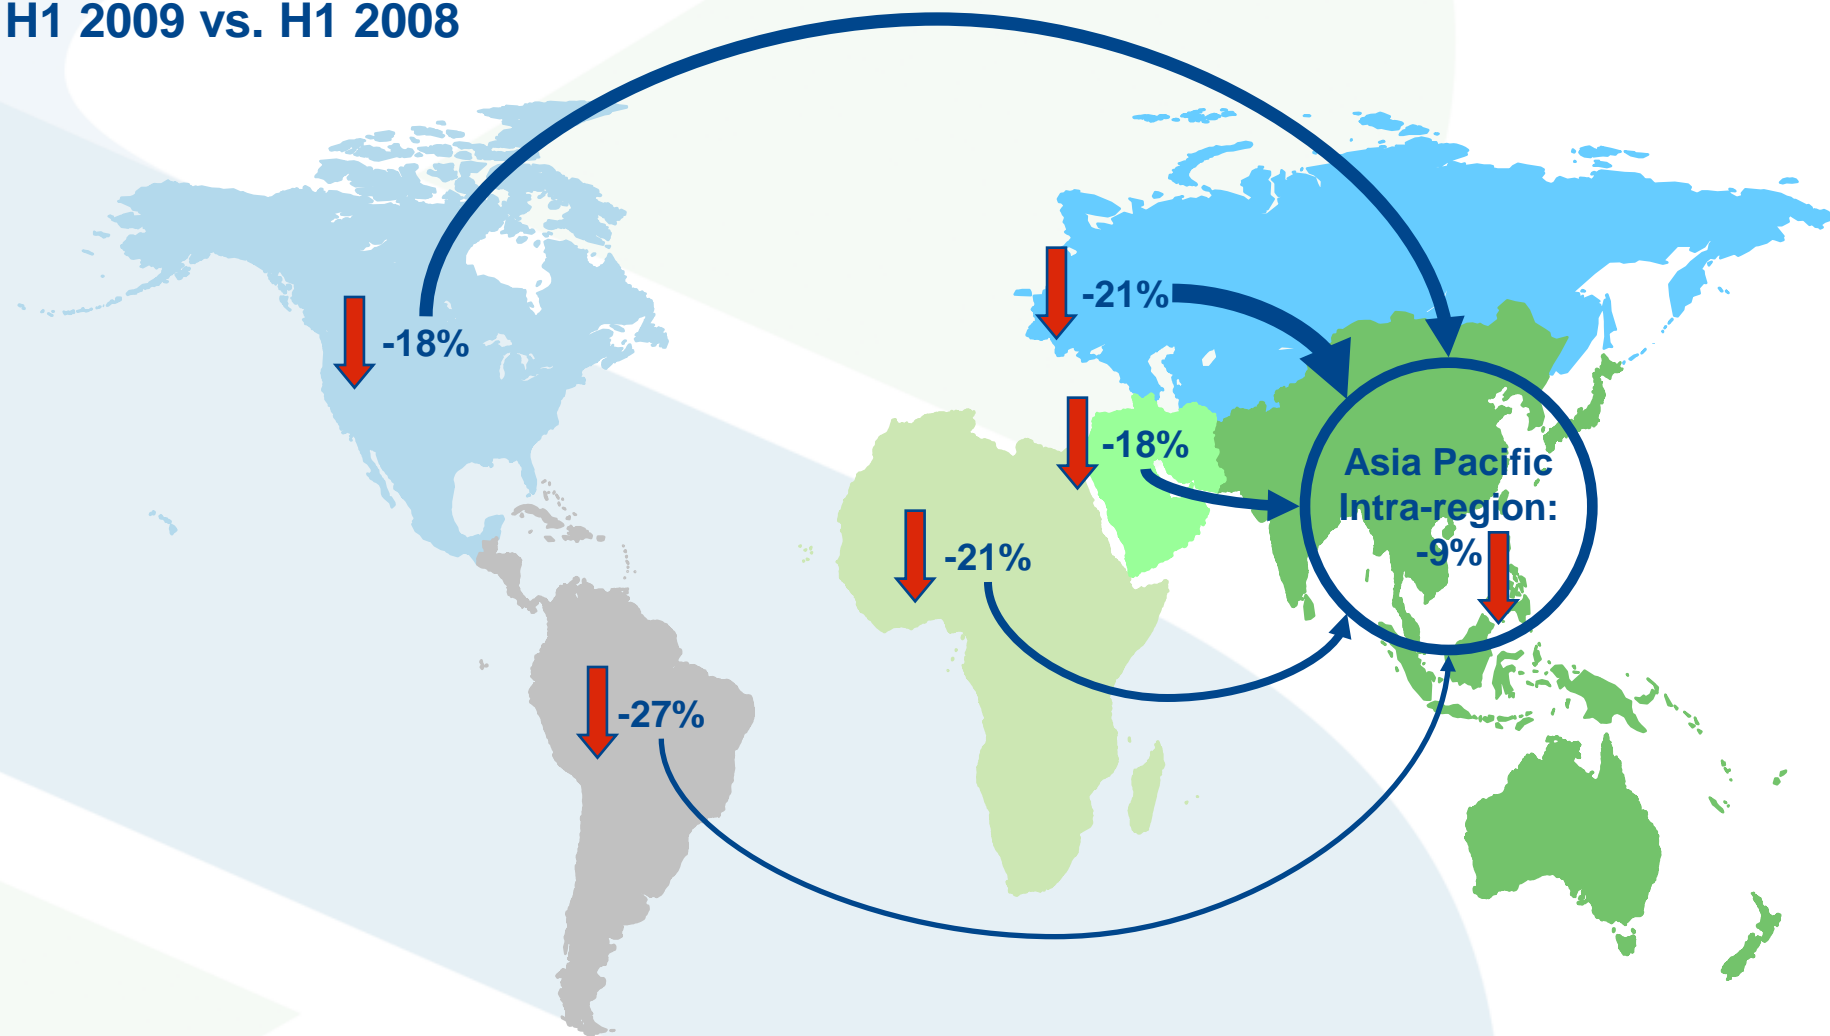 H1 2009 vs. H1 2008
-21%
-18%
-18%
Asia Pacific
Intra-region:
-9%
-21%
-27%